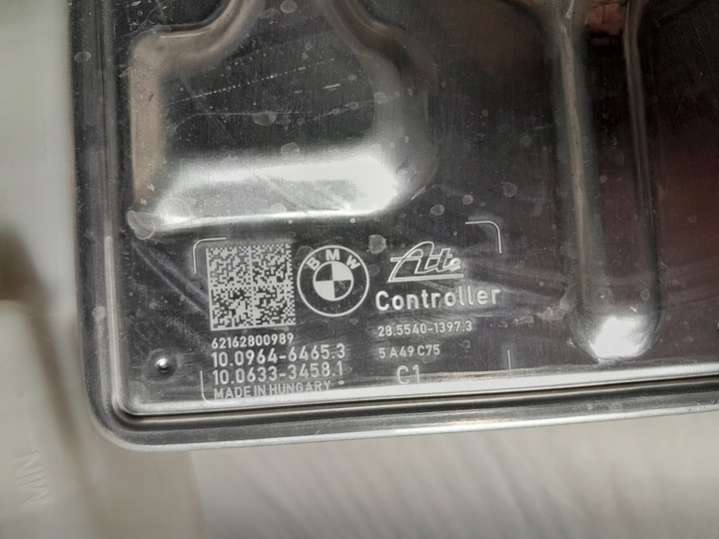 BMW
Ate
Controller
62162800989
28.5540-1397.3
10.0964-6465.3
5 A49 C75
10.0633-3458.1
C1
MADE IN HUNGARY
MIN